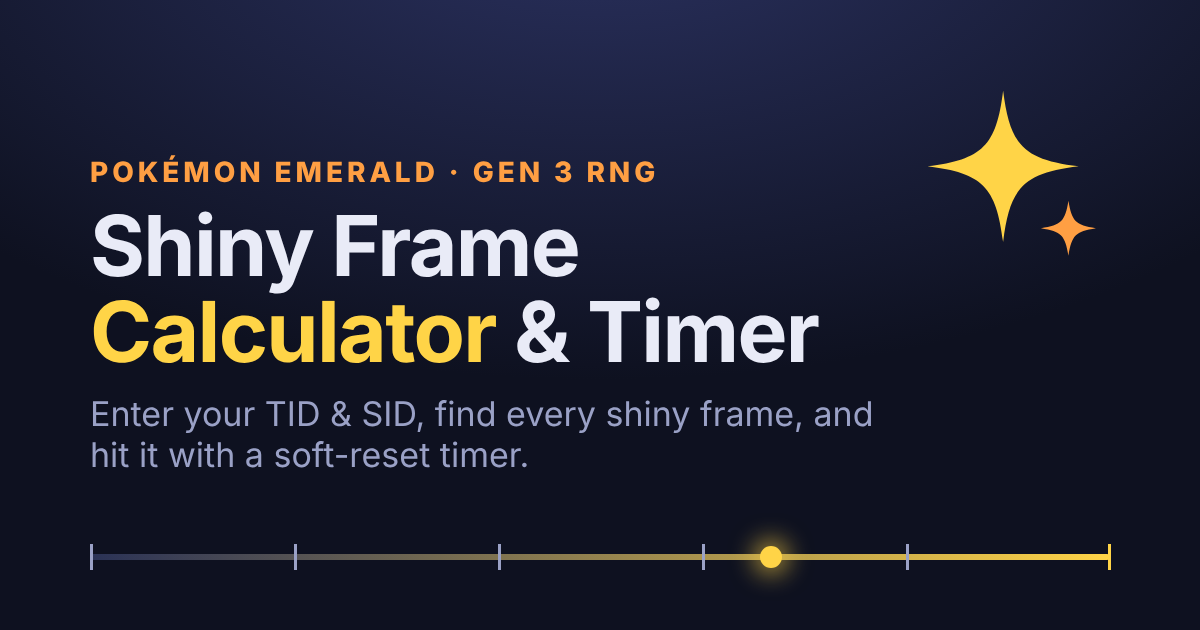 POKÉMON EMERALD · GEN 3 RNG
Shiny Frame
Calculator & Timer
Enter your TID & SID, find every shiny frame, and
hit it with a soft-reset timer.